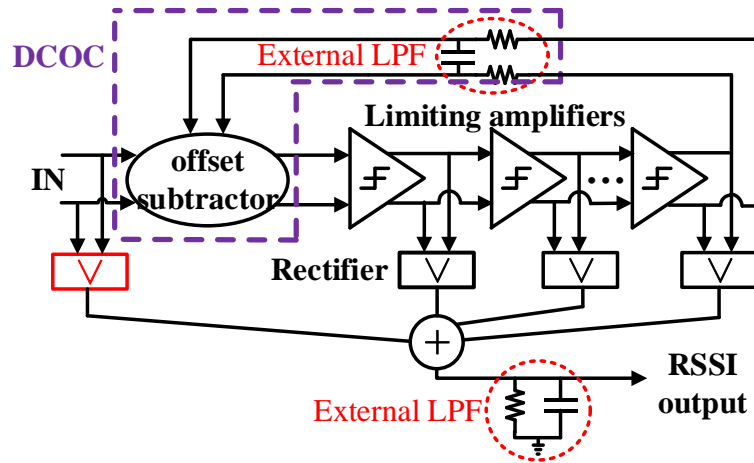 External LPF
DCOC
Limiting amplifiers
IN
offset
subtractor
Rectifier
+
RSSI
output
External LPF